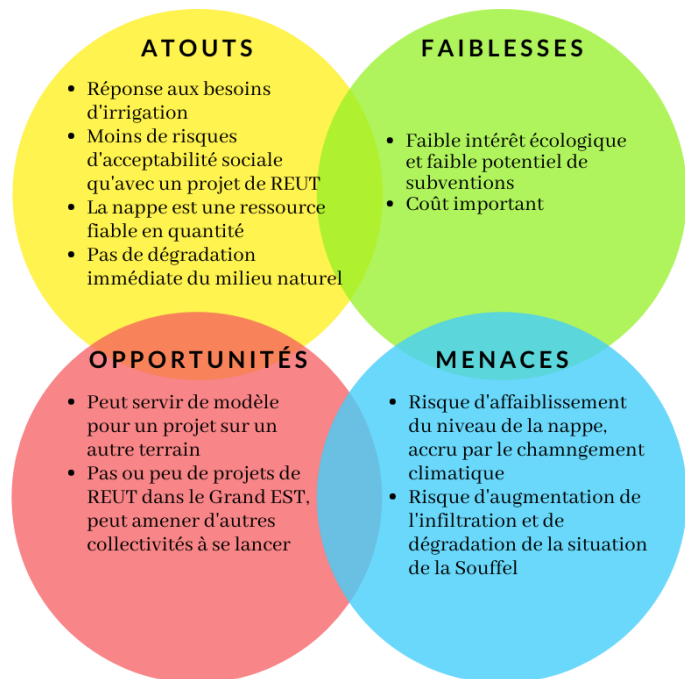 ATOUTS
• Réponse aux besoins
d'irrigation
• Moins de risques
d'acceptabilité sociale
qu'avec un projet de REUT
• La nappe est une ressource
fiable en quantité
• Pas de dégradation
immédiate du milieu naturel
FAIBLESSES
• Faible intérêt écologique
et faible potentiel de
subventions
• Coût important
OPPORTUNITÉS
• Peut servir de modèle
pour un projet sur un
autre terrain
• Pas ou peu de projets de
REUT dans le Grand EST,
peut amener d'autres
collectivités à se lancer
MENACES
• Risque d'affaiblissement
du niveau de la nappe,
accru par le chamngement
climatique
• Risque d'augmentation de
l'infiltration et de
dégradation de la situation
de la Souffel